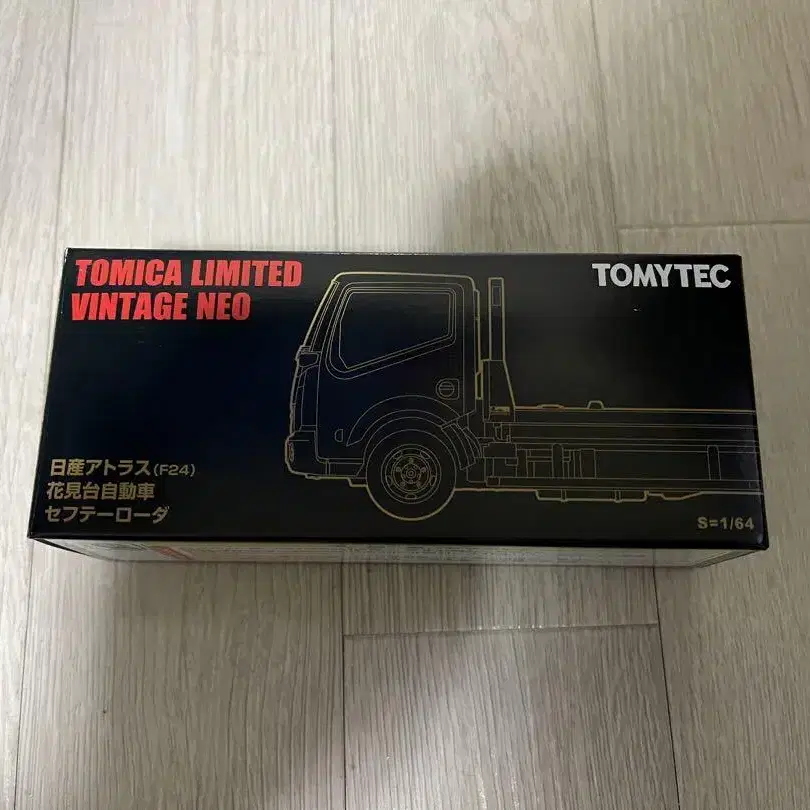 TOMICA LIMITED
VINTAGE NEO
TOMYTEC
日産アトラス(F24)
花見台自動車
セフテーローダ
S=1/64